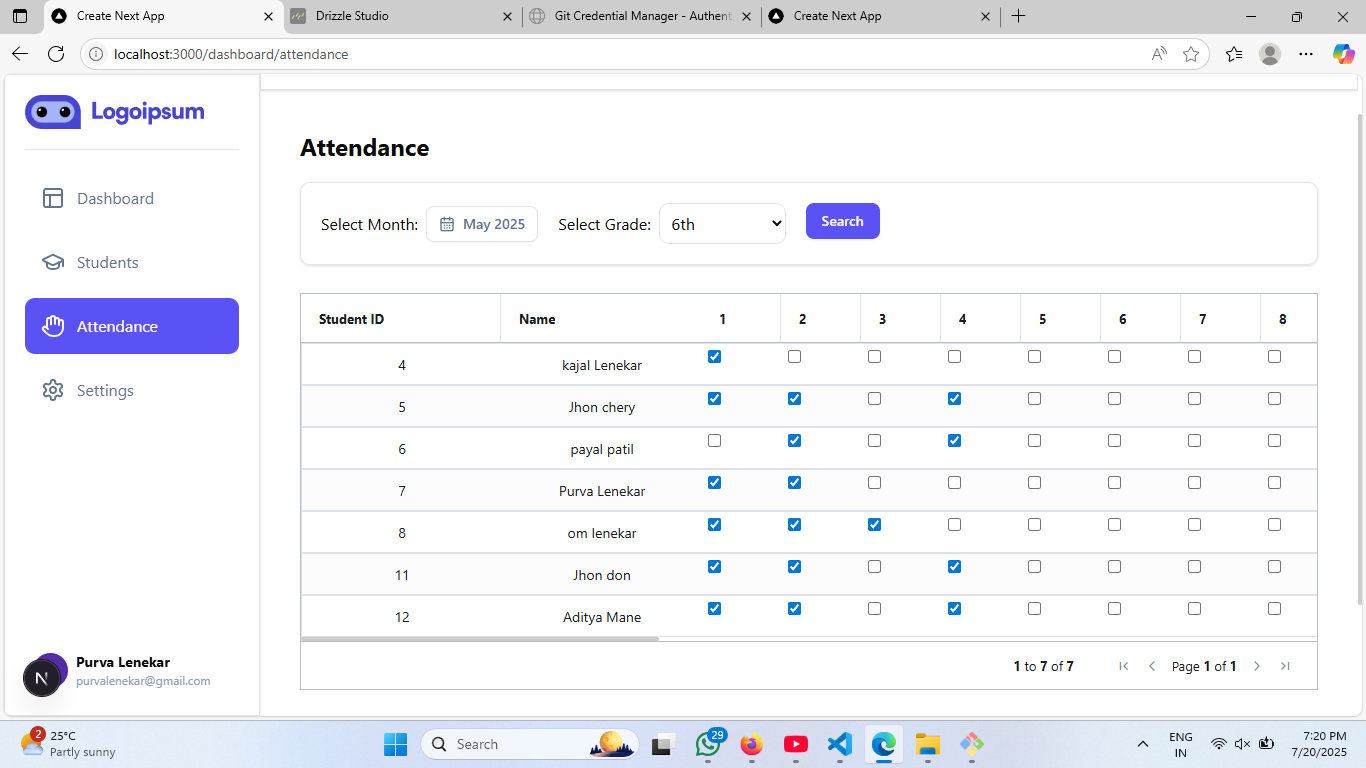 Create Next App
Drizzle Studio
Git Credential Manager - Authent
Create Next App
localhost:3000/dashboard/attendance
Logoipsum
Dashboard
Students
Attendance
Settings
N
Purva Lenekar
purvalenekar@gmail.com
Attendance
Select Month: May 2025 Select Grade: 6th Search
Student ID Name 1 2 3 4 5 6 7 8
4 kajal Lenekar
5 Jhon chery
6 payal patil
7 Purva Lenekar
8 om lenekar
11 Jhon don
12 Aditya Mane
1 to 7 of 7 Page 1 of 1
2
25°C
Partly sunny
Search
29
ENG
IN
7:20 PM
7/20/2025